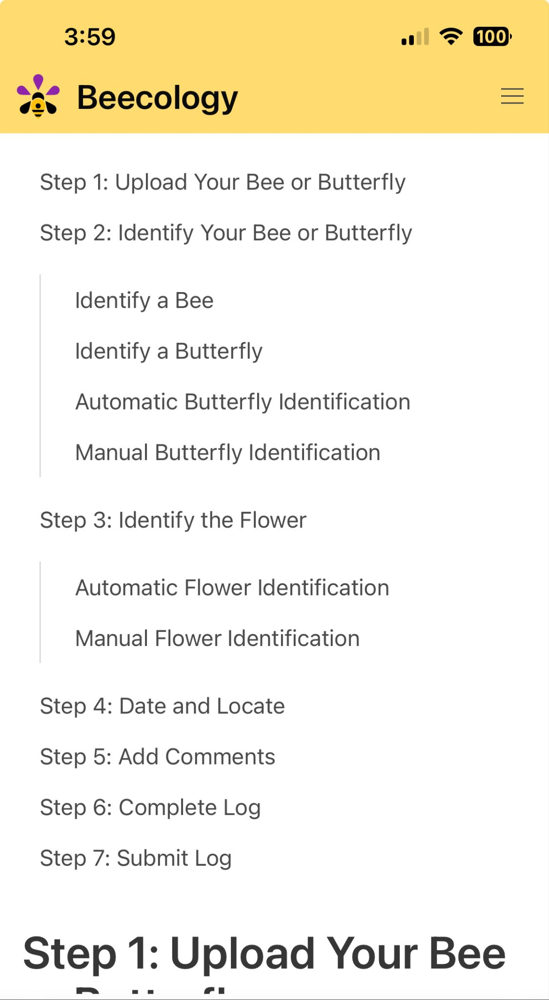 3:59
100
Beecology
Step 1: Upload Your Bee or Butterfly
Step 2: Identify Your Bee or Butterfly
Identify a Bee
Identify a Butterfly
Automatic Butterfly Identification
Manual Butterfly Identification
Step 3: Identify the Flower
Automatic Flower Identification
Manual Flower Identification
Step 4: Date and Locate
Step 5: Add Comments
Step 6: Complete Log
Step 7: Submit Log
Step 1: Upload Your Bee